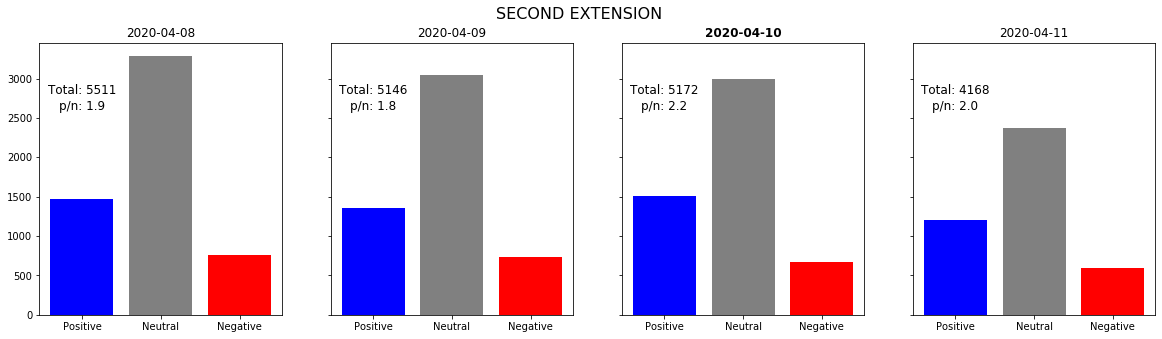 SECOND EXTENSION
2020-04-08
2020-04-09
2020-04-10
2020-04-11
3000
2500
2000
1500
1000
500
0
Total: 5511
p/n: 1.9
Total: 5146
p/n: 1.8
Total: 5172
p/n: 2.2
Total: 4168
p/n: 2.0
Positive Neutral Negative
Positive Neutral Negative
Positive Neutral Negative
Positive Neutral Negative